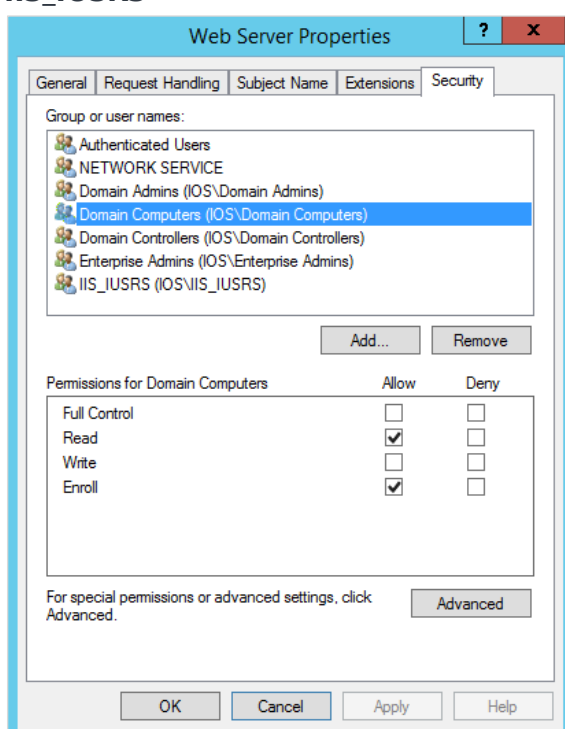 IIS_IUSRS
Web Server Properties
? x
General Request Handling Subject Name Extensions Security
Group or user names:
Authenticated Users
NETWORK SERVICE
Domain Admins (IOS\Domain Admins)
Domain Computers (IOS\Domain Computers)
Domain Controllers (IOS\Domain Controllers)
Enterprise Admins (IOS\Enterprise Admins)
IIS_IUSRS (IOS\IIS_IUSRS)
Add... Remove
Permissions for Domain Computers Allow Deny
Full Control
Read
Write
Enroll
For special permissions or advanced settings, click
Advanced.
Advanced
OK Cancel Apply Help